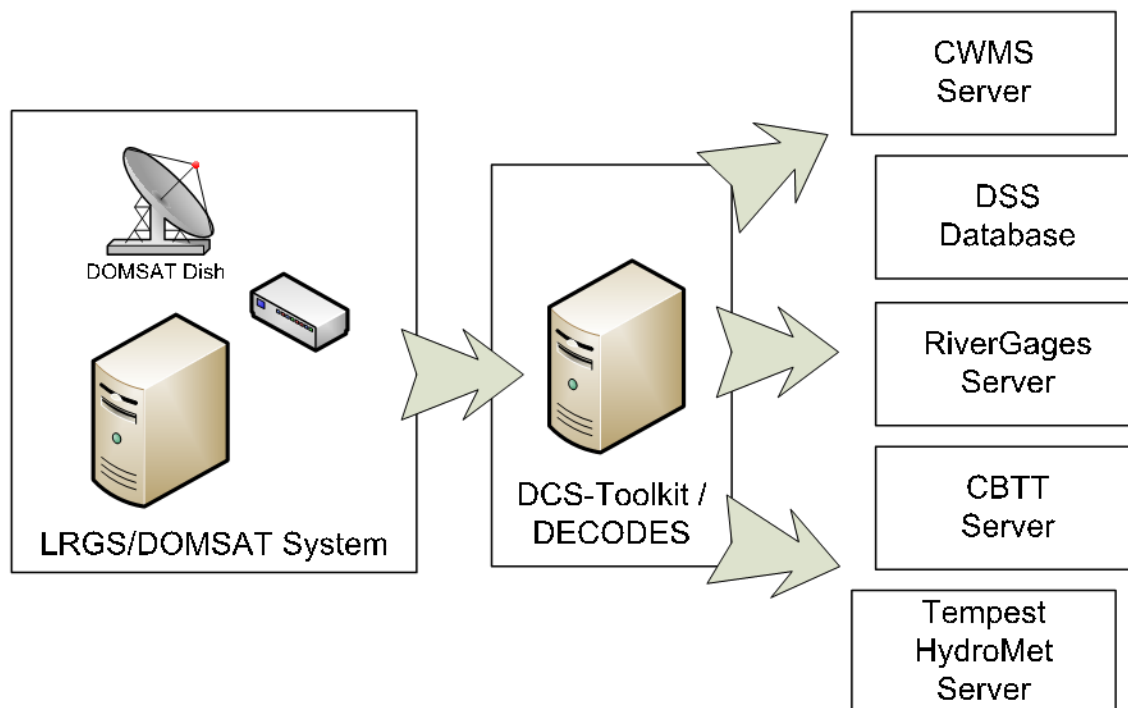 DOMSAT Dish
LRGS/DOMSAT System
DCS-Toolkit /
DECODES
CWMS
Server
DSS
Database
RiverGages
Server
CBTT
Server
Tempest
HydroMet
Server